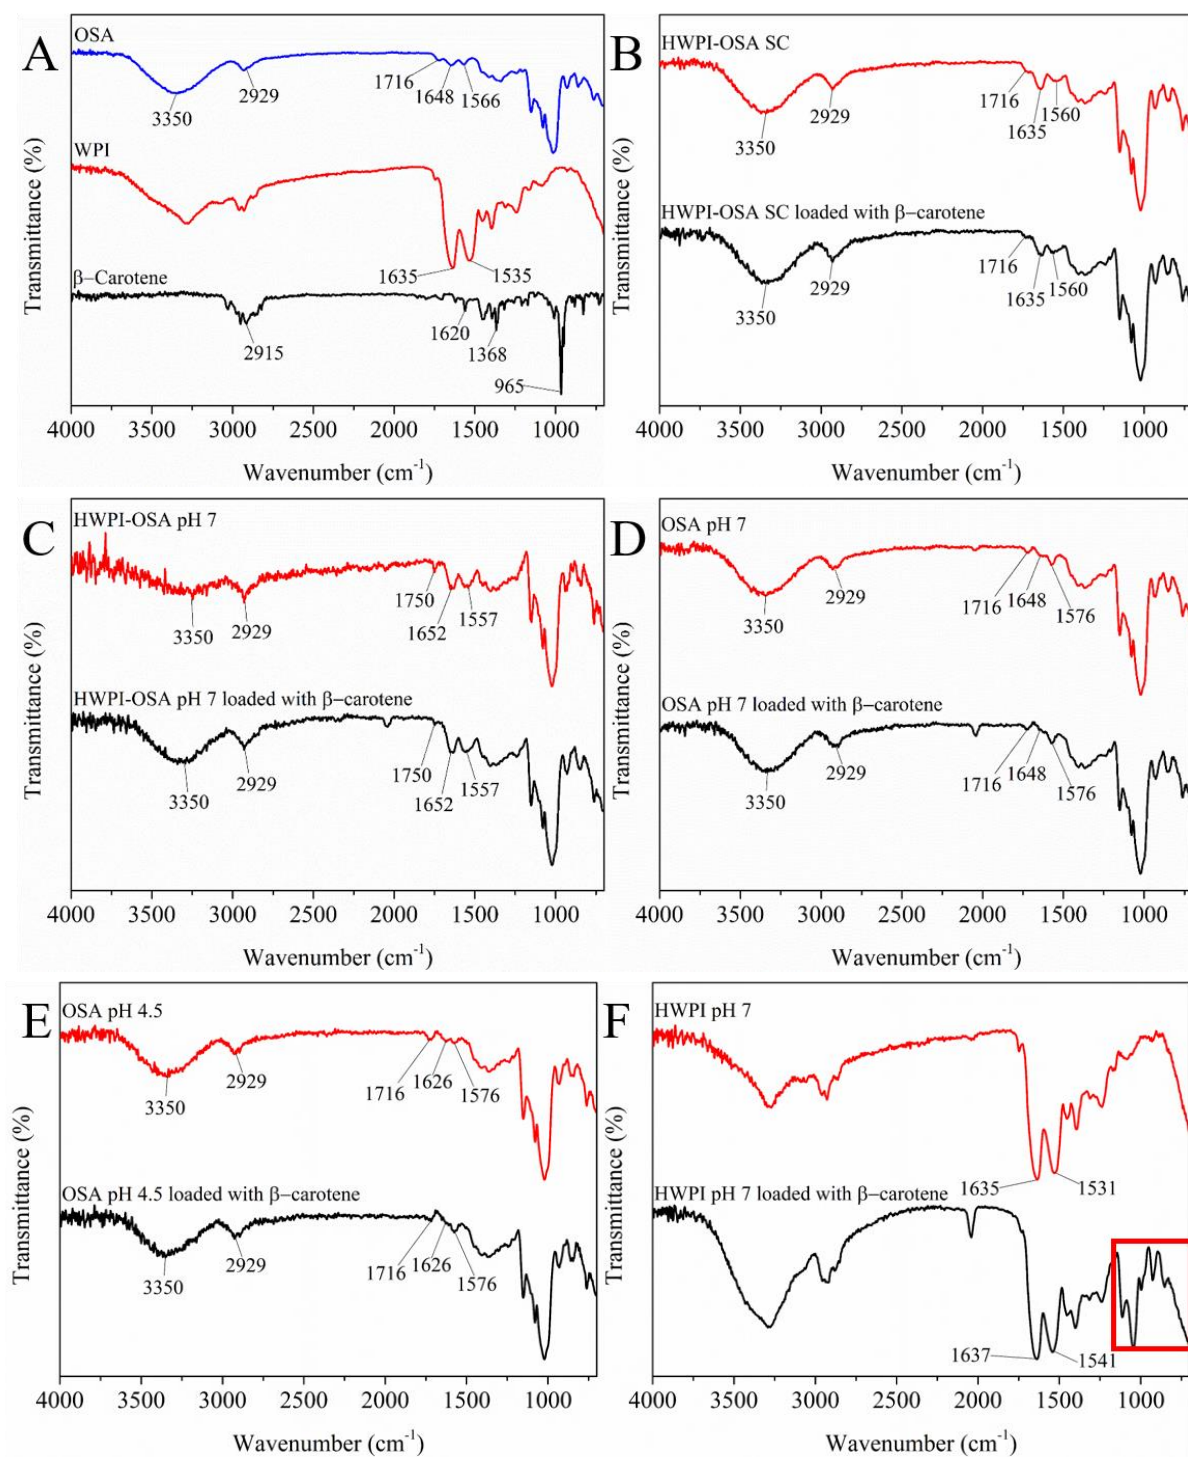 A
OSA
3350
2929
1716
1648
1566
WPI
1635
1535
β-Carotene
2915
1620
1368
965
Transmittance (%)
4000 3500 3000 2500 2000 1500 1000
Wavenumber (cm-1)
B
HWPI-OSA SC
3350
2929
1716
1635
1560
HWPI-OSA SC loaded with β-carotene
3350
2929
1716
1635
1560
Transmittance (%)
4000 3500 3000 2500 2000 1500 1000
Wavenumber (cm-1)
C
HWPI-OSA pH 7
3350
2929
1750
1652
1557
HWPI-OSA pH 7 loaded with β-carotene
3350
2929
1750
1652
1557
Transmittance (%)
4000 3500 3000 2500 2000 1500 1000
Wavenumber (cm-1)
D
OSA pH 7
3350
2929
1716
1648
1576
OSA pH 7 loaded with β-carotene
3350
2929
1716
1648
1576
Transmittance (%)
4000 3500 3000 2500 2000 1500 1000
Wavenumber (cm-1)
E
OSA pH 4.5
3350
2929
1716
1626
1576
OSA pH 4.5 loaded with β-carotene
3350
2929
1716
1626
1576
Transmittance (%)
4000 3500 3000 2500 2000 1500 1000
Wavenumber (cm-1)
F
HWPI pH 7
1635
1531
HWPI pH 7 loaded with β-carotene
1637
1541
Transmittance (%)
4000 3500 3000 2500 2000 1500 1000
Wavenumber (cm-1)